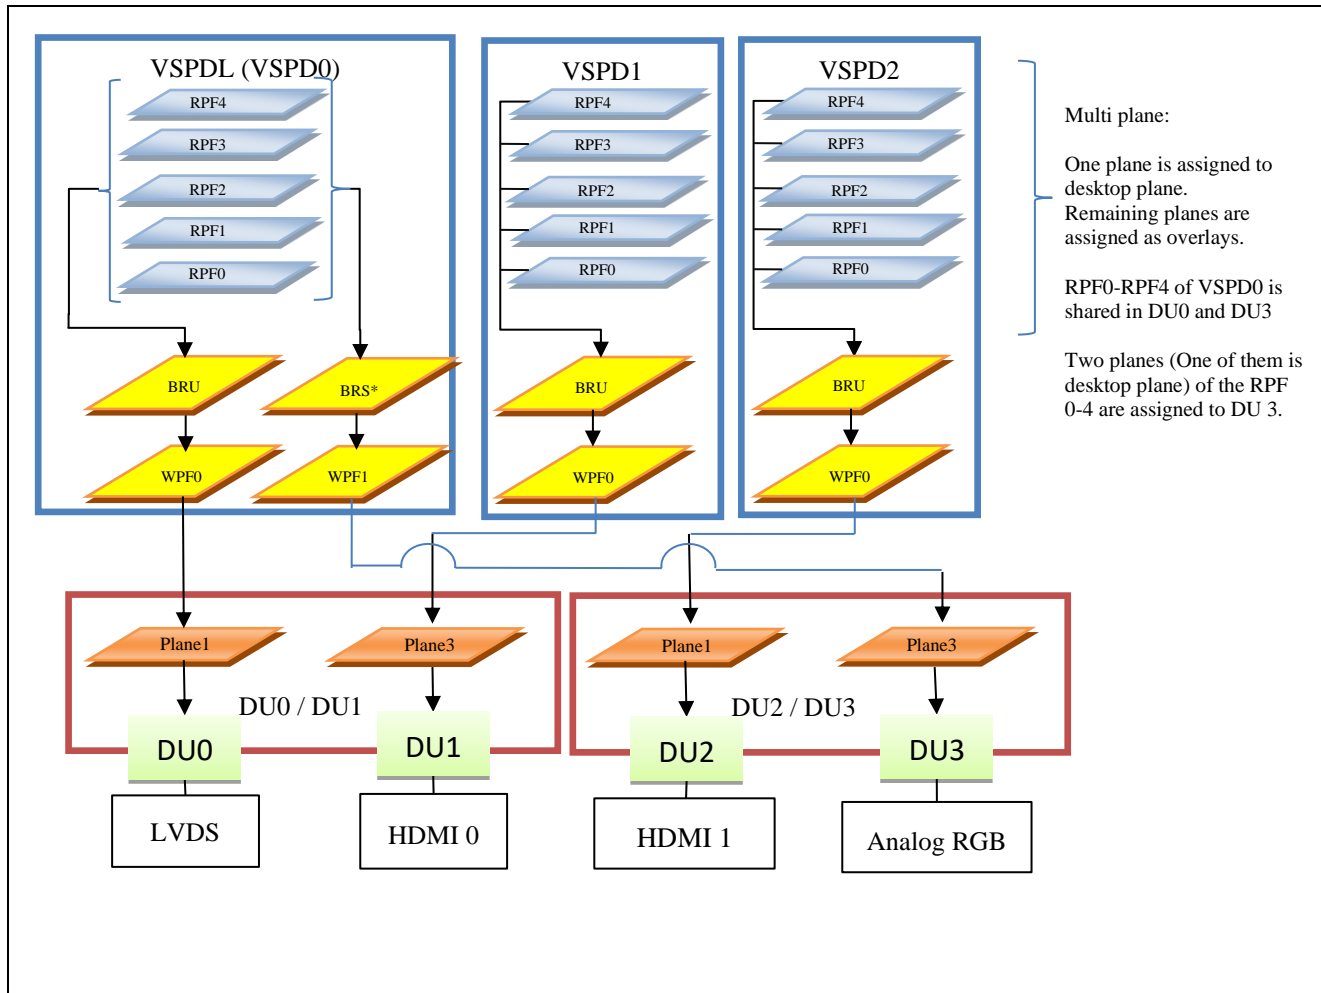 VSPDL (VSPD0)
RPF4
RPF3
RPF2
RPF1
RPF0
BRU
BRS*
WPF0
WPF1
VSPD1
RPF4
RPF3
RPF2
RPF1
RPF0
BRU
WPF0
VSPD2
RPF4
RPF3
RPF2
RPF1
RPF0
BRU
WPF0
Multi plane:
One plane is assigned to
desktop plane.
Remaining planes are
assigned as overlays.
RPF0-RPF4 of VSPD0 is
shared in DU0 and DU3
Two planes (One of them is
desktop plane) of the RPF
0-4 are assigned to DU 3.
Plane1
Plane3
DU0 / DU1
DU0
DU1
LVDS
HDMI 0
Plane1
Plane3
DU2 / DU3
DU2
DU3
HDMI 1
Analog RGB